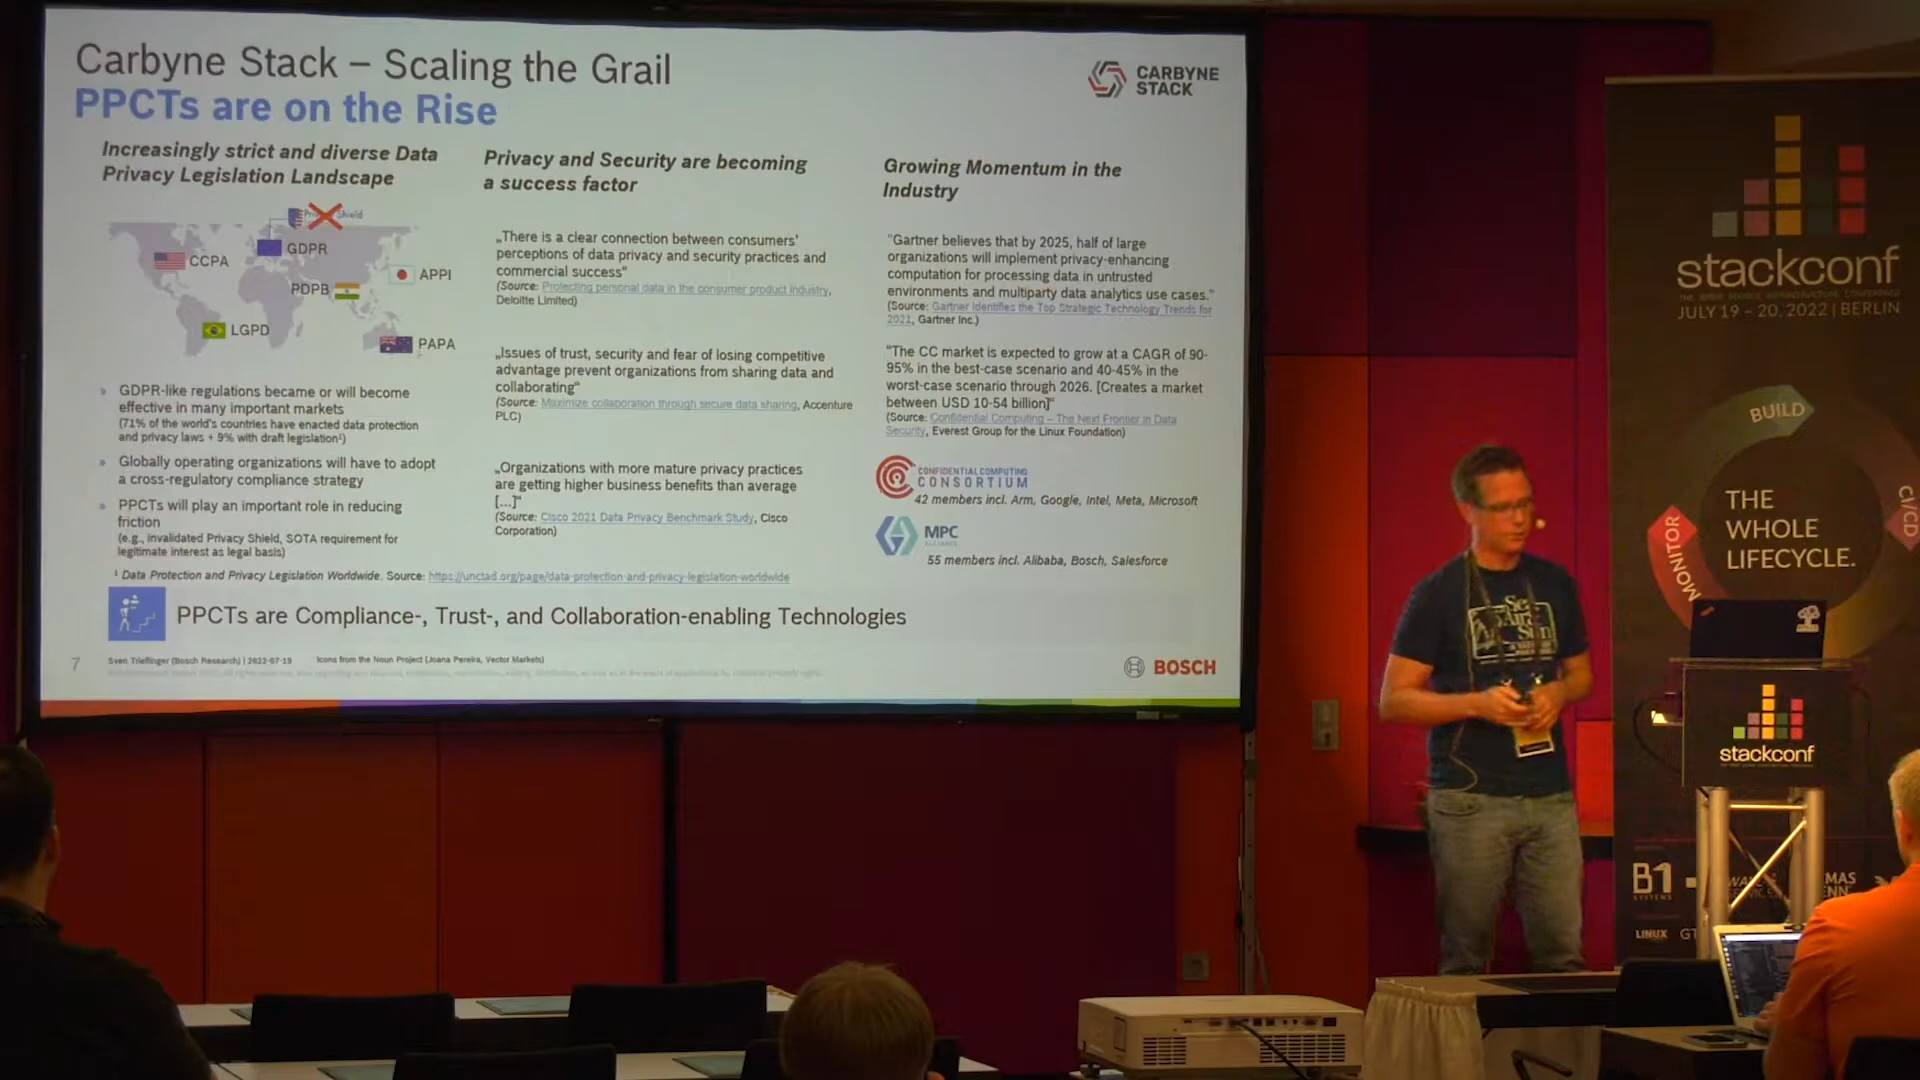 Carbyne Stack – Scaling the Grail
PPCTs are on the Rise
CARBYNE
STACK
Increasingly strict and diverse Data
Privacy Legislation Landscape
Shield
GDPR
CCPA
APPI
PDPB
LGPD
PAPA
» GDPR-like regulations became or will become
effective in many important markets
(71% of the world's countries have enacted data protection
and privacy laws + 9% with draft legislation¹)
» Globally operating organizations will have to adopt
a cross-regulatory compliance strategy
» PPCTs will play an important role in reducing
friction
(e.g., invalidated Privacy Shield, SOTA requirement for
legitimate interest as legal basis)
Privacy and Security are becoming
a success factor
„There is a clear connection between consumers'
perceptions of data privacy and security practices and
commercial success“
(Source: Protecting personal data in the consumer product industry,
Deloitte Limited)
„Issues of trust, security and fear of losing competitive
advantage prevent organizations from sharing data and
collaborating“
(Source: Maximize collaboration through secure data sharing, Accenture
PLC)
„Organizations with more mature privacy practices
are getting higher business benefits than average
[...]“
(Source: Cisco 2021 Data Privacy Benchmark Study, Cisco
Corporation)
Growing Momentum in the
Industry
"Gartner believes that by 2025, half of large
organizations will implement privacy-enhancing
computation for processing data in untrusted
environments and multiparty data analytics use cases."
(Source: Gartner Identifies the Top Strategic Technology Trends for
2021, Gartner Inc.)
"The CC market is expected to grow at a CAGR of 90-
95% in the best-case scenario and 40-45% in the
worst-case scenario through 2026. [Creates a market
between USD 10-54 billion]"
(Source: Confidential Computing – The Next Frontier in Data
Security, Everest Group for the Linux Foundation)
CONFIDENTIAL COMPUTING
CONSORTIUM
42 members incl. Arm, Google, Intel, Meta, Microsoft
MPC
ALLIANCE
55 members incl. Alibaba, Bosch, Salesforce
¹ Data Protection and Privacy Legislation Worldwide. Source: https://unctad.org/page/data-protection-and-privacy-legislation-worldwide
PPCTs are Compliance-, Trust-, and Collaboration-enabling Technologies
7
Sven Trieflinger (Bosch Research) | 2022-07-19 Icons from the Noun Project (Joana Pereira, Vector Markets)
BOSCH
stackconf
THE OPEN SOURCE INFRASTRUCTURE CONFERENCE
JULY 19 – 20, 2022 | BERLIN
BUILD
CI/CD
MONITOR
THE
WHOLE
LIFECYCLE.
stackconf
B1
SYSTEMS
LINUX